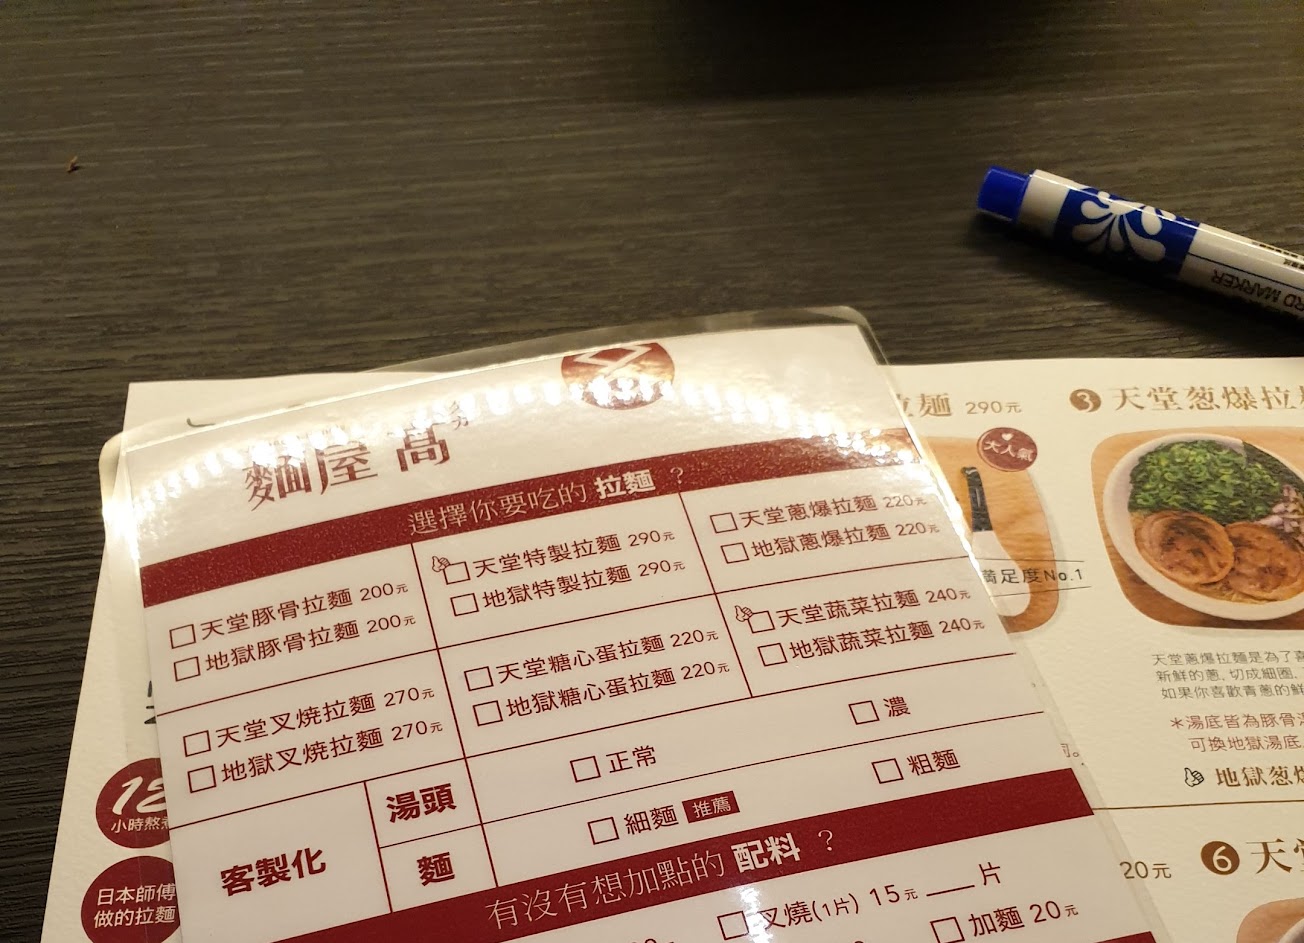 麵屋 高
選擇你要吃的 拉麵 ?
□天堂豚骨拉麵 200元
□地獄豚骨拉麵 200元
□天堂特製拉麵 290元
□地獄特製拉麵 290元
□天堂蔥爆拉麵 220元
□地獄蔥爆拉麵 220元
□天堂叉燒拉麵 270元
□地獄叉燒拉麵 270元
□天堂糖心蛋拉麵 220元
□地獄糖心蛋拉麵 220元
□天堂蔬菜拉麵 240元
□地獄蔬菜拉麵 240元
客製化
湯頭
□正常
□濃
麵
□細麵 推薦
□粗麵
有沒有想加點的 配料 ?
□叉燒(1片) 15元 ___片
□加麵 20元
小時熬
日本師傅
做的拉麵
拉麵 290元
大人氣
滿足度No.1
3 天堂葱爆拉
天堂蔥爆拉麵是為了喜
新鮮的蔥,切成細圈,
如果你喜歡青蔥的鮮
*湯底皆為豚骨
可換地獄湯底
地獄葱
20元
6 天
RD MARKER